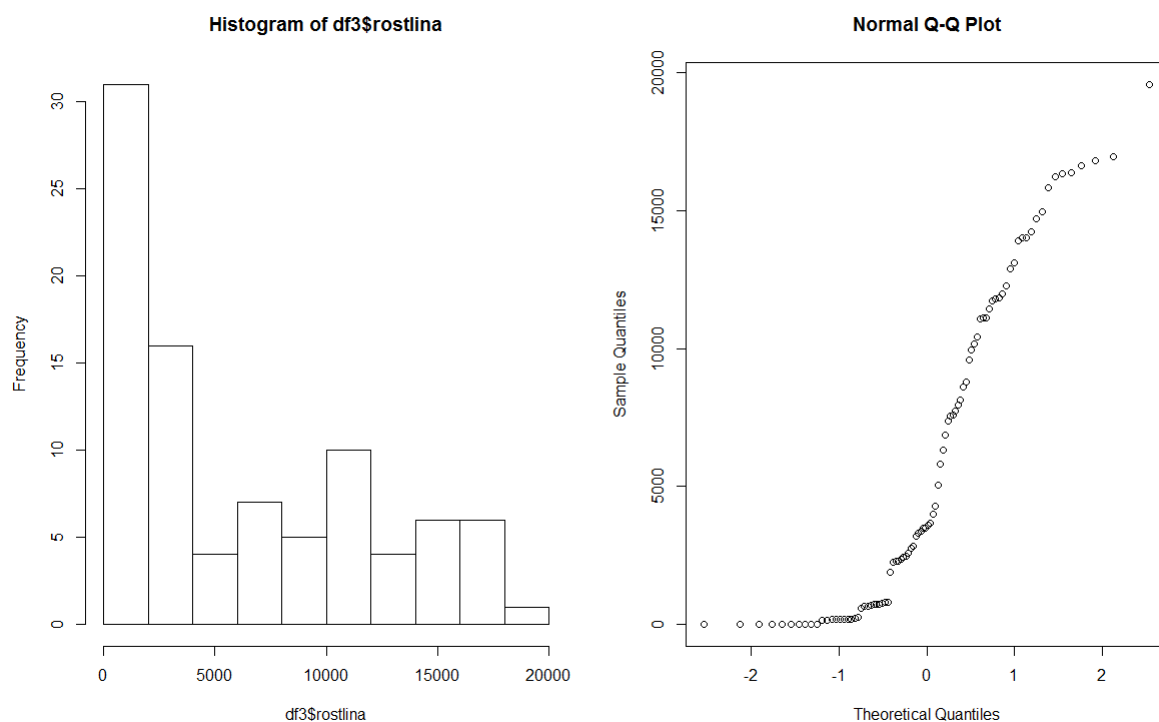 Histogram of df3$rostlina
Frequency
0
5
10
15
20
25
30
0 5000 10000 15000 20000
df3$rostlina
Normal Q-Q Plot
Sample Quantiles
0
5000
10000
15000
20000
-2 -1 0 1 2
Theoretical Quantiles